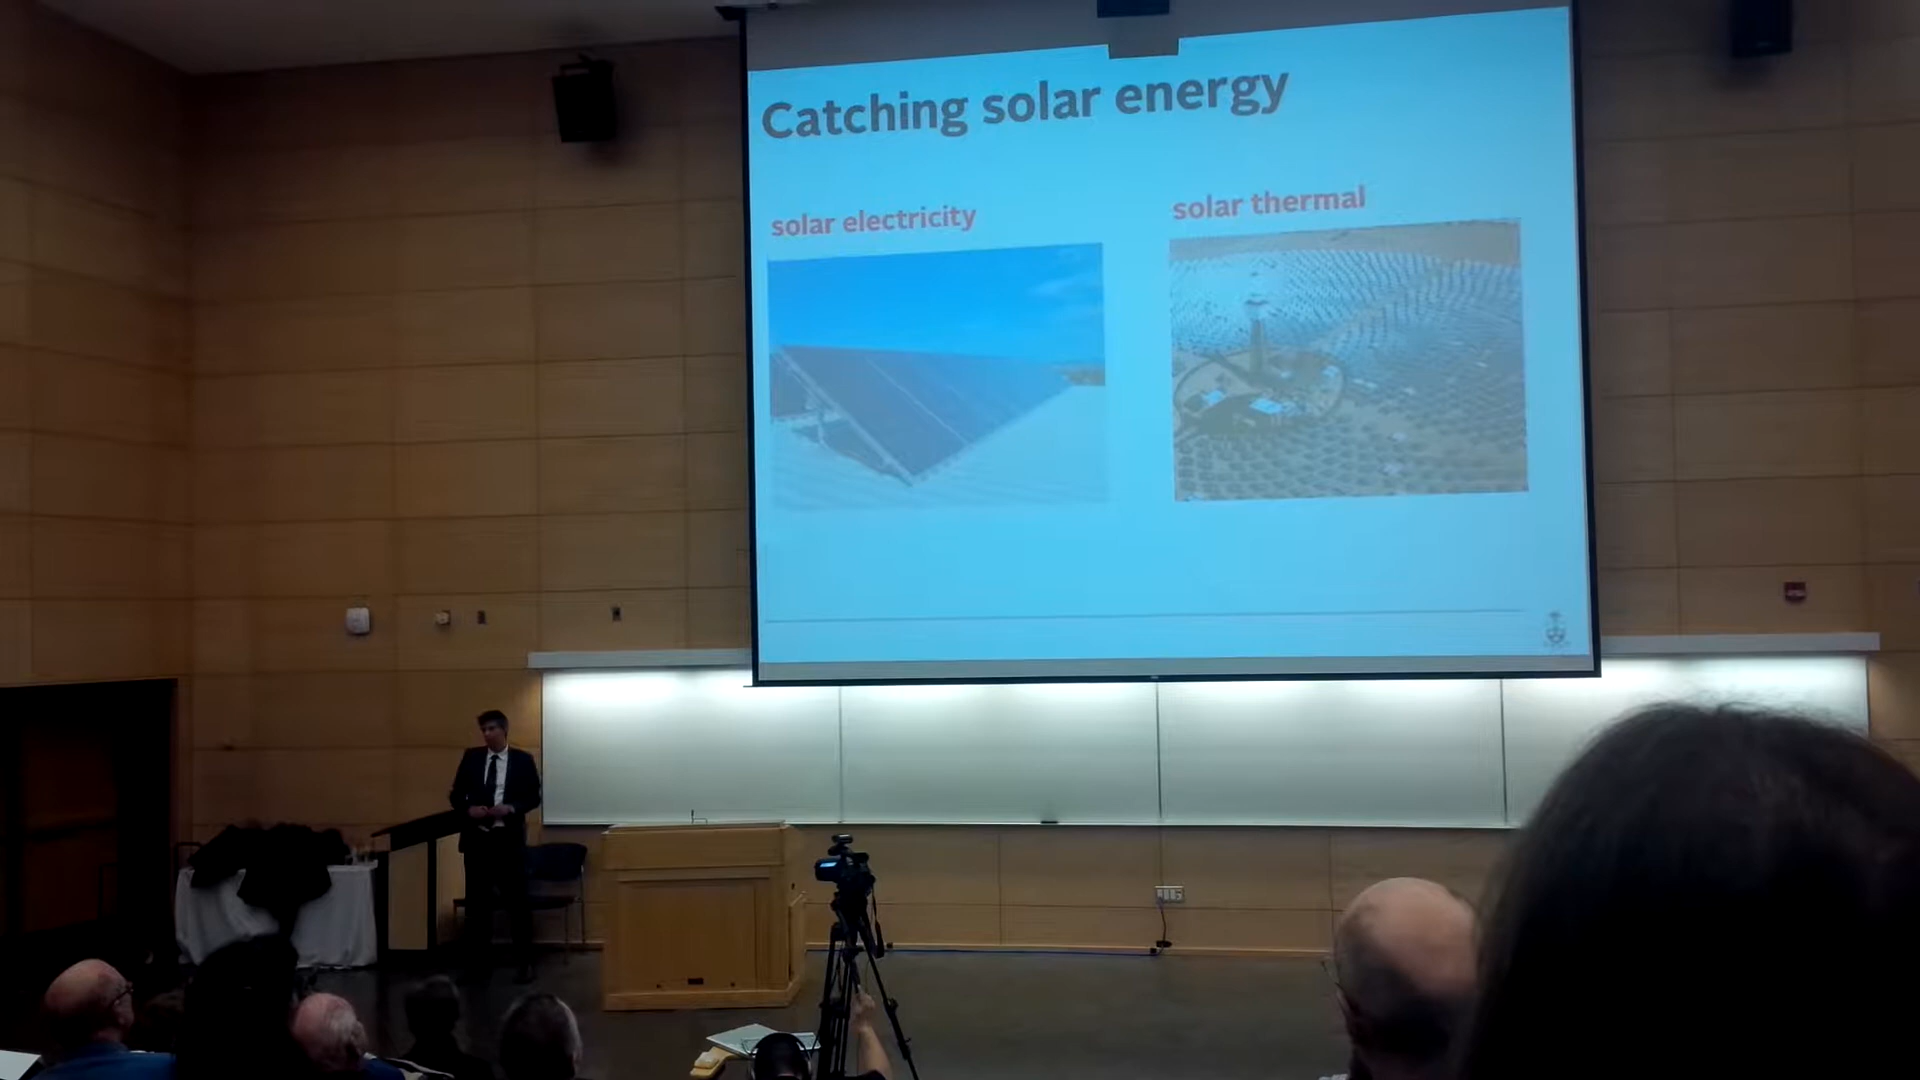 Catching solar energy
solar electricity
solar thermal